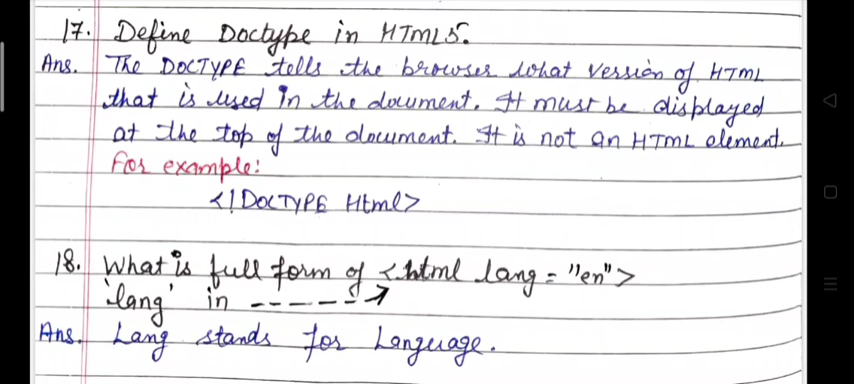 17. Define Doctype in HTML5.
Ans. The DOCTYPE tells the browser what version of HTML
that is used in the document. It must be displayed
at the top of the document. It is not an HTML element.
For example:
<!DOCTYPE Html>
18. What is full form of <html lang = "en">
'lang' in ------>
Ans. Lang stands for Language.